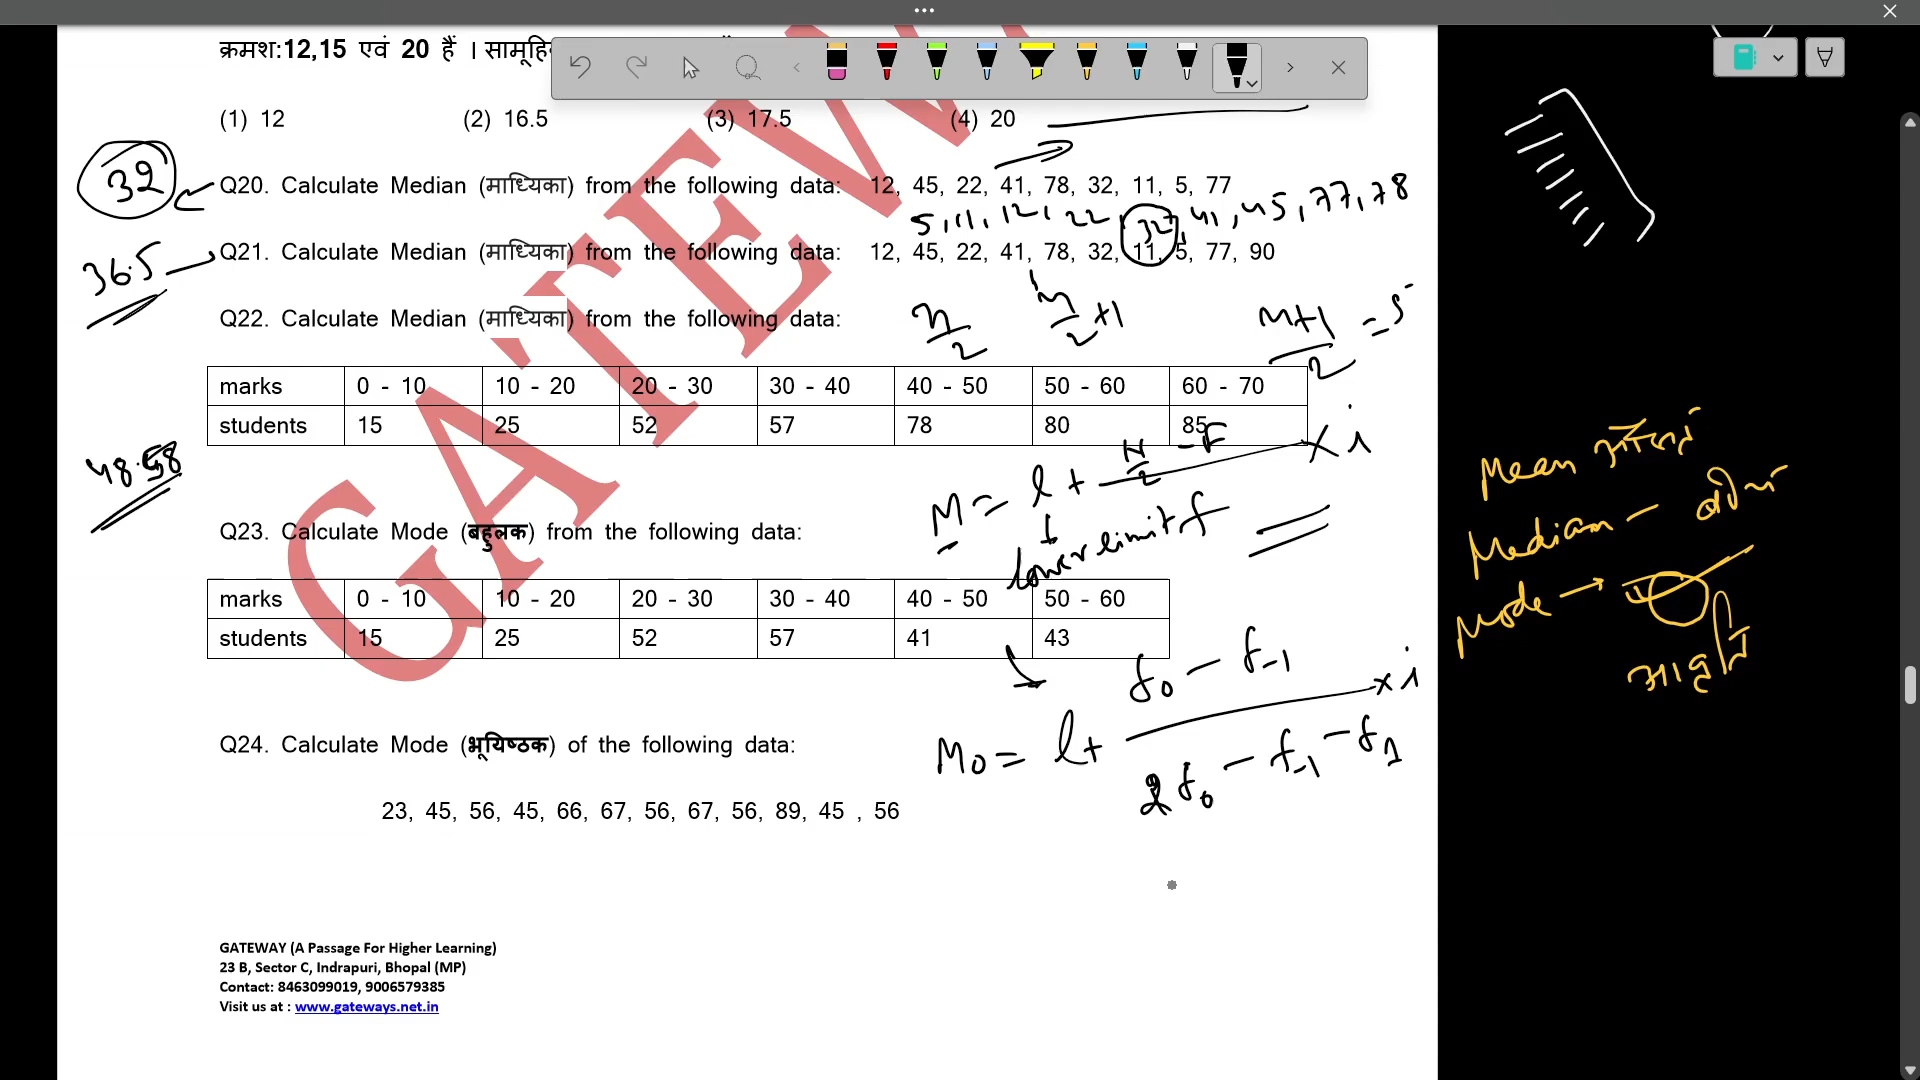 क्रमश:12,15 एवं 20 हैं । सामूहि
(1) 12 (2) 16.5 (3) 17.5 (4) 20
32
Q20. Calculate Median (माध्यिका) from the following data: 12, 45, 22, 41, 78, 32, 11, 5, 77
5, 11, 12, 22, 32, 41, 45, 77, 78
36.5
Q21. Calculate Median (माध्यिका) from the following data: 12, 45, 22, 41, 78, 32, 11, 5, 77, 90
Q22. Calculate Median (माध्यिका) from the following data:
n/2 n/2 +1 n+1/2 = 5
marks 0 - 10 10 - 20 20 - 30 30 - 40 40 - 50 50 - 60 60 - 70
students 15 25 52 57 78 80 85
48.58
M = l + N/2 - F / f × i
lower limit
Q23. Calculate Mode (बहुलक) from the following data:
marks 0 - 10 10 - 20 20 - 30 30 - 40 40 - 50 50 - 60
students 15 25 52 57 41 43
Q24. Calculate Mode (भूयिष्ठक) of the following data:
Mo = l + f0 - f-1 / 2f0 - f-1 - f1 × i
23, 45, 56, 45, 66, 67, 56, 67, 56, 89, 45 , 56
GATEWAY (A Passage For Higher Learning)
23 B, Sector C, Indrapuri, Bhopal (MP)
Contact: 8463099019, 9006579385
Visit us at : www.gateways.net.in
GATEW
Mean
Median -
Mode →